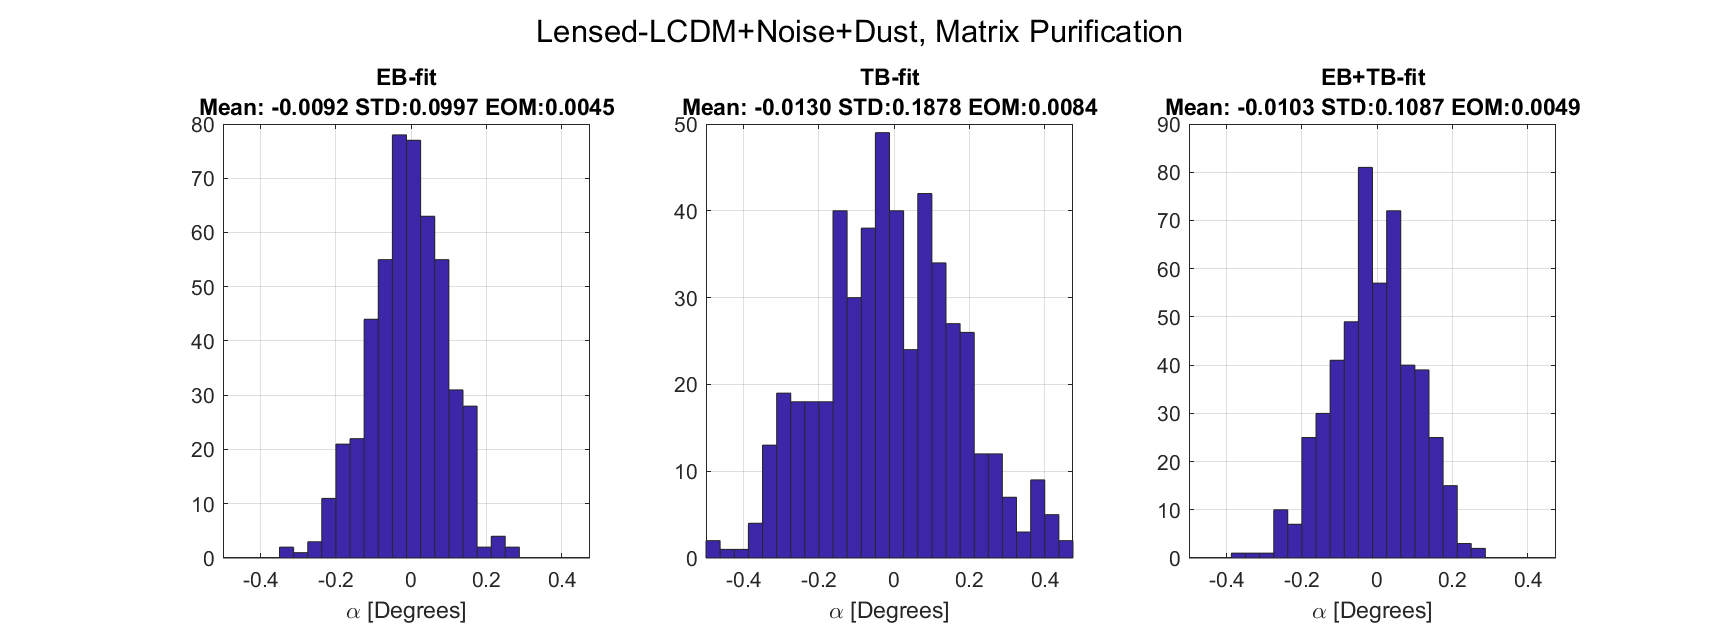 Lensed-LCDM+Noise+Dust, Matrix Purification
EB-fit
Mean: -0.0092 STD:0.0997 EOM:0.0045
80
70
60
50
40
30
20
10
0
-0.4 -0.2 0 0.2 0.4
α [Degrees]
TB-fit
Mean: -0.0130 STD:0.1878 EOM:0.0084
50
40
30
20
10
0
-0.4 -0.2 0 0.2 0.4
α [Degrees]
EB+TB-fit
Mean: -0.0103 STD:0.1087 EOM:0.0049
90
80
70
60
50
40
30
20
10
0
-0.4 -0.2 0 0.2 0.4
α [Degrees]